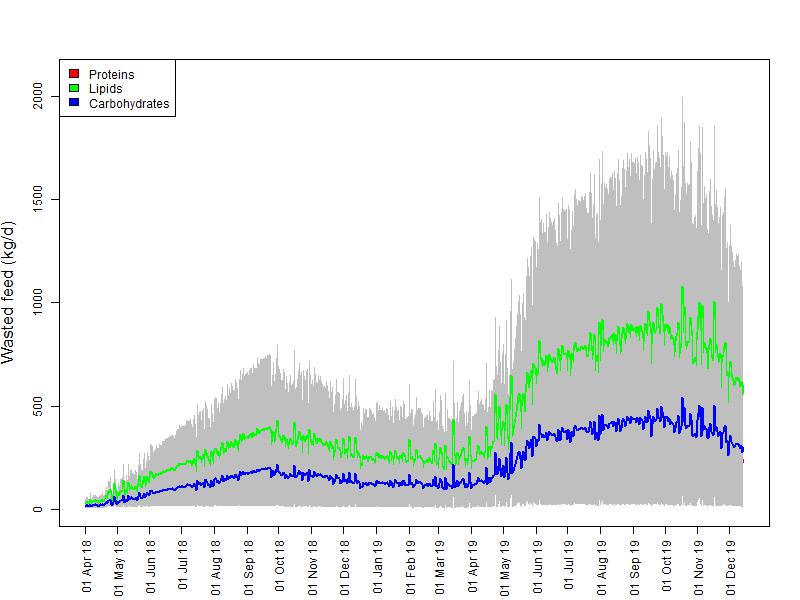 Proteins
Lipids
Carbohydrates
Wasted feed (kg/d)
2000
1500
1000
500
0
01 Apr 18
01 May 18
01 Jun 18
01 Jul 18
01 Aug 18
01 Sep 18
01 Oct 18
01 Nov 18
01 Dec 18
01 Jan 19
01 Feb 19
01 Mar 19
01 Apr 19
01 May 19
01 Jun 19
01 Jul 19
01 Aug 19
01 Sep 19
01 Oct 19
01 Nov 19
01 Dec 19